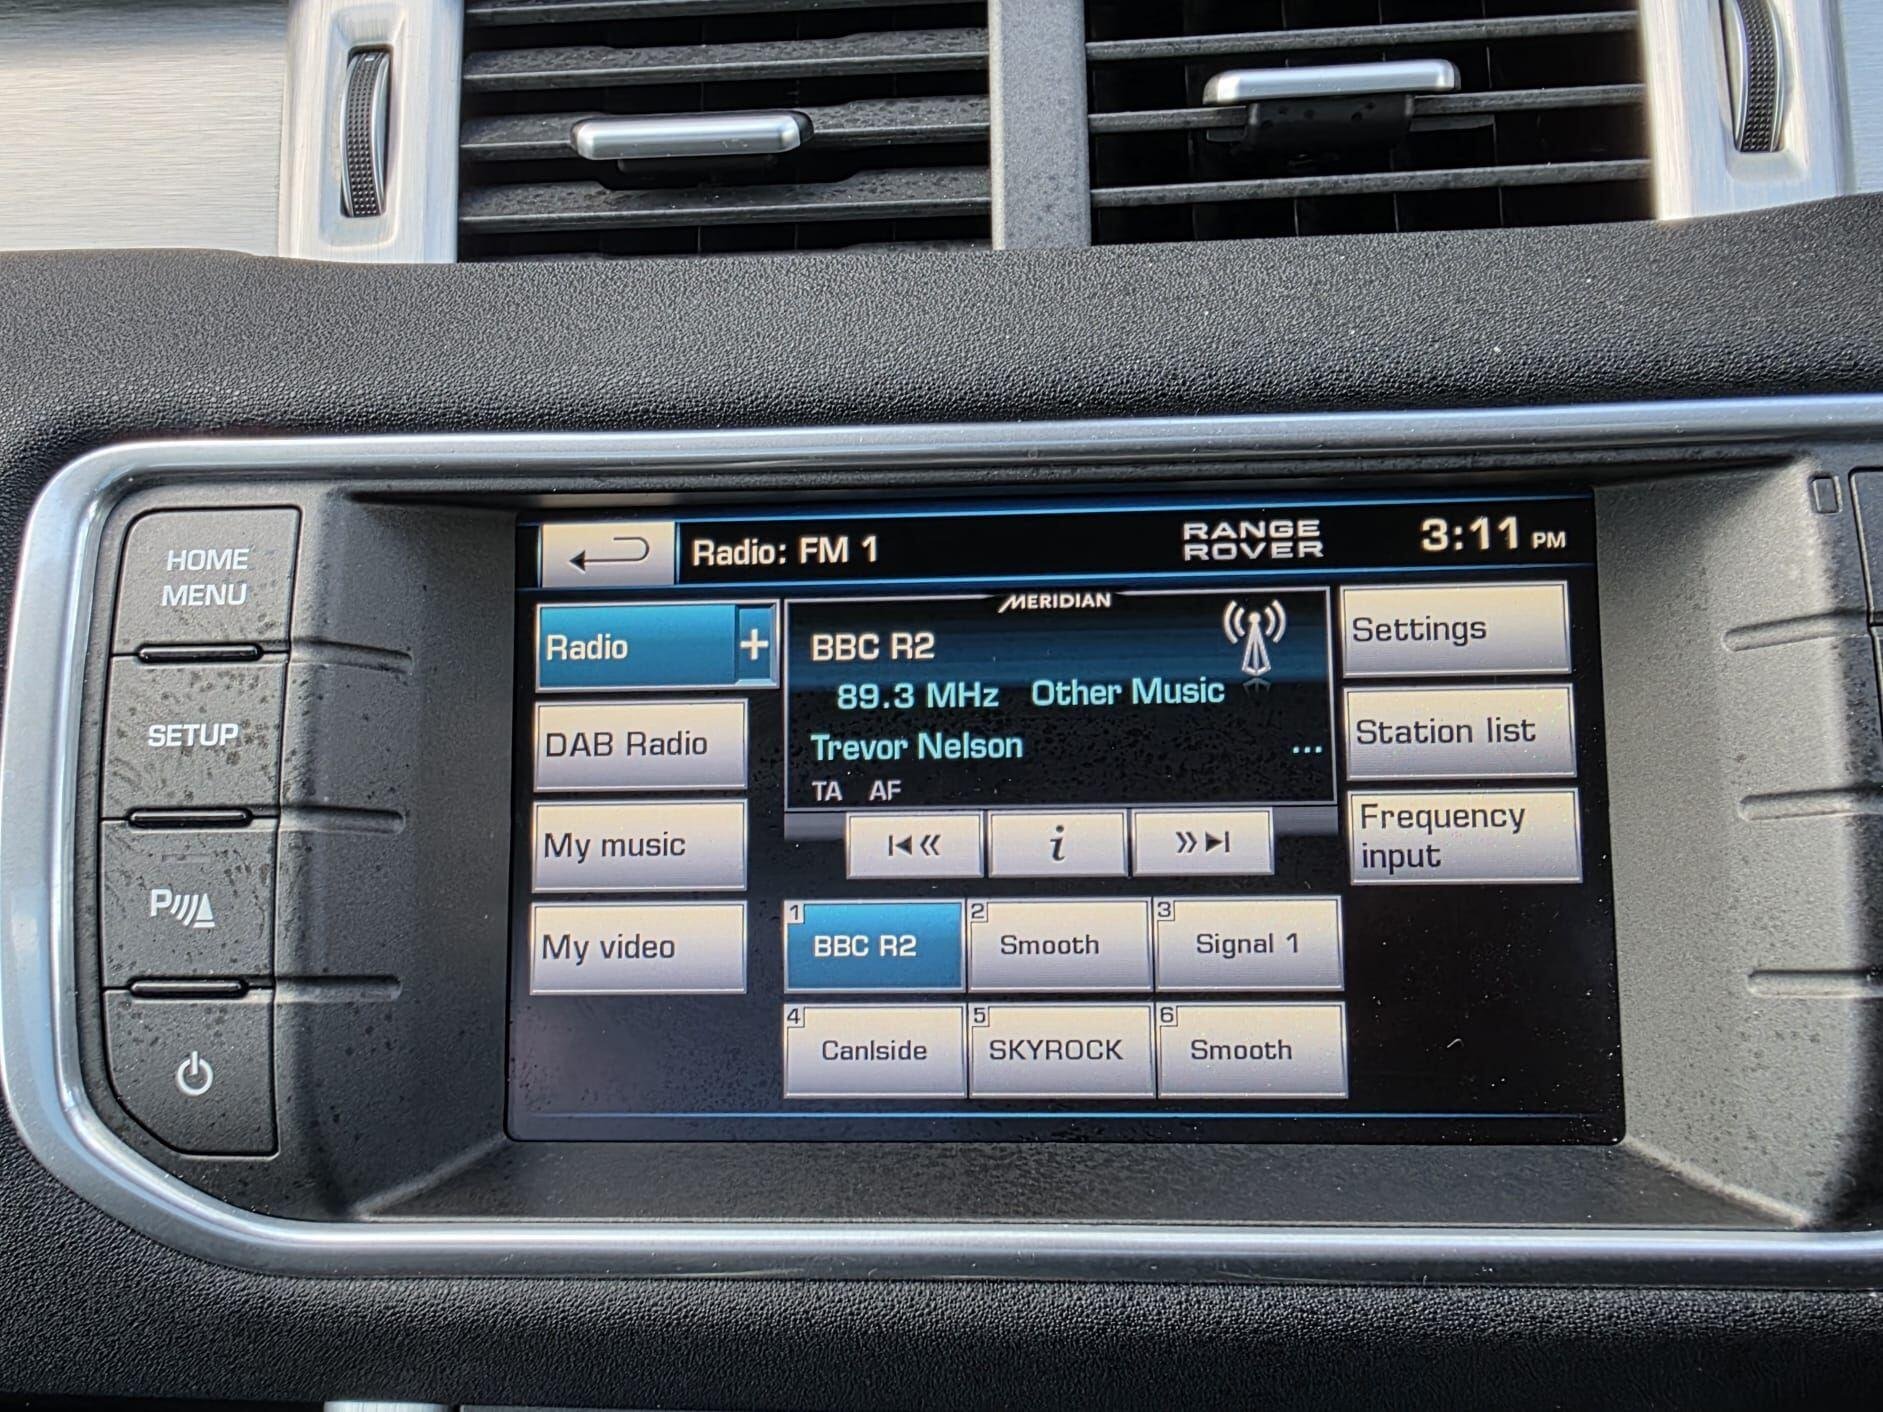 HOME
MENU
SETUP
P
Radio: FM 1
RANGE
ROVER
3:11 PM
Radio +
DAB Radio
My music
My video
MERIDIAN
BBC R2
89.3 MHz Other Music
Trevor Nelson ...
TA AF
i
Settings
Station list
Frequency
input
1 BBC R2
2 Smooth
3 Signal 1
4 Canlside
5 SKYROCK
6 Smooth